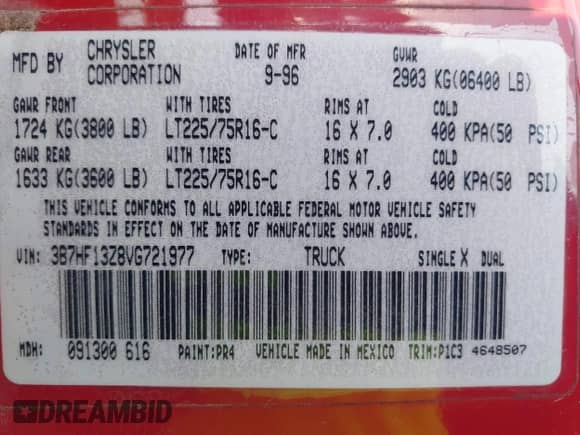 MFD BY CHRYSLER CORPORATION DATE OF MFR 9-96 GVWR 2903 KG(06400 LB)
GAWR FRONT WITH TIRES RIMS AT COLD
1724 KG(3800 LB) LT225/75R16-C 16 X 7.0 400 KPA(50 PSI)
GAWR REAR WITH TIRES RIMS AT COLD
1633 KG(3600 LB) LT225/75R16-C 16 X 7.0 400 KPA(50 PSI)
THIS VEHICLE CONFORMS TO ALL APPLICABLE FEDERAL MOTOR VEHICLE SAFETY
STANDARDS IN EFFECT ON THE DATE OF MANUFACTURE SHOWN ABOVE.
VIN: 3B7HF13Z8VG721977 TYPE: TRUCK SINGLE X DUAL
MDH: 091300 616 PAINT:PR4 VEHICLE MADE IN MEXICO TRIM:P1C3 4648507
DREAMBID